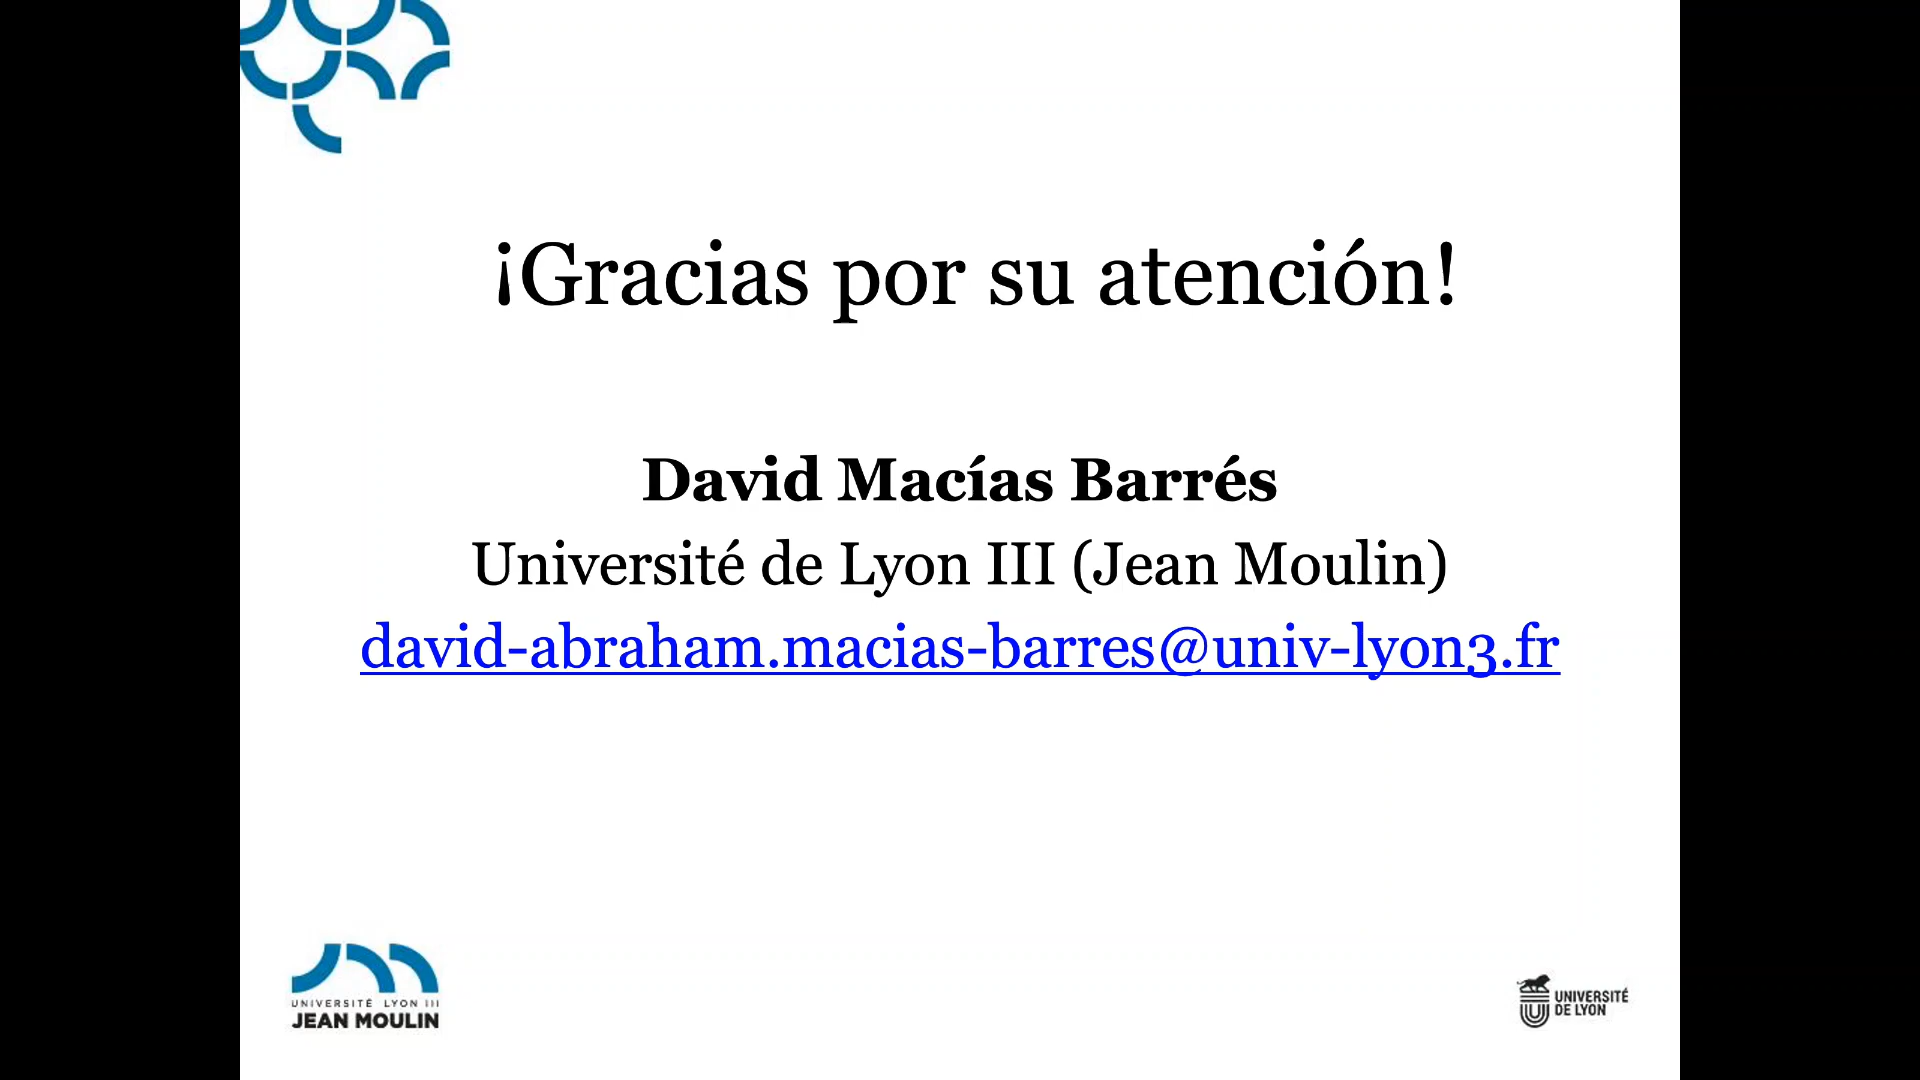 ¡Gracias por su atención!
David Macías Barrés
Université de Lyon III (Jean Moulin)
david-abraham.macias-barres@univ-lyon3.fr
UNIVERSITÉ LYON III
JEAN MOULIN
UNIVERSITÉ
DE LYON